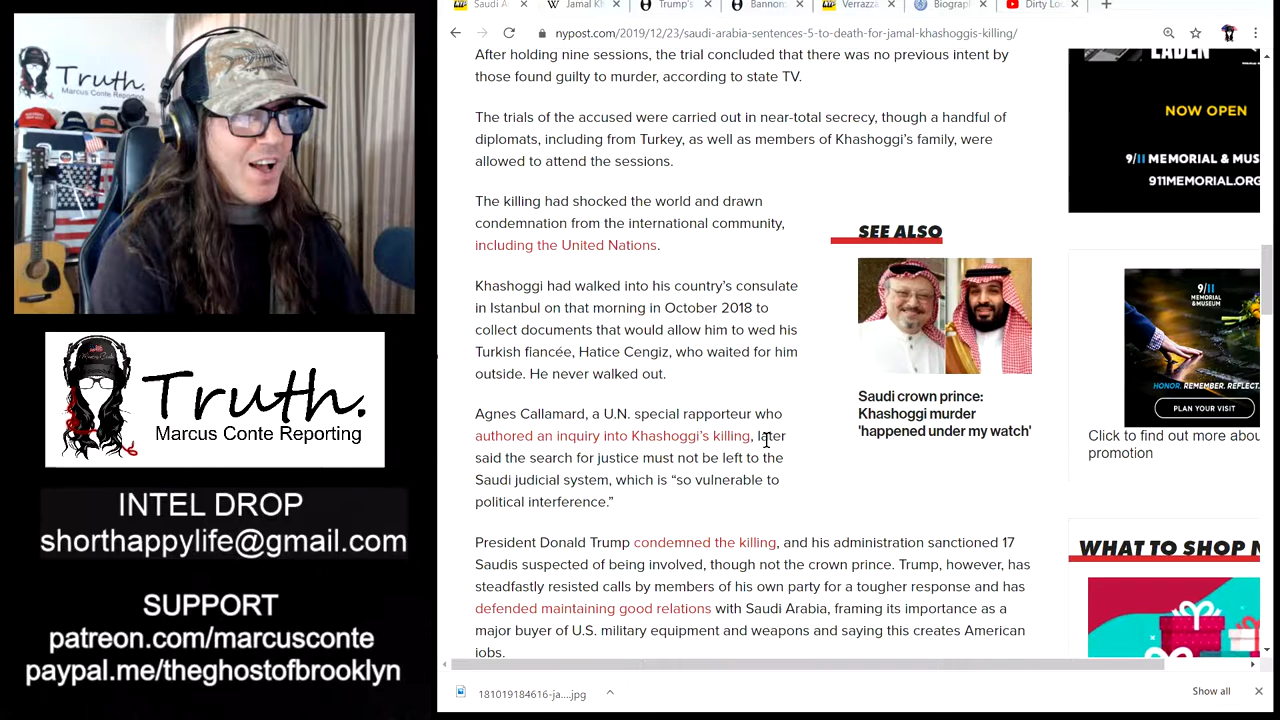 Truth.
Marcus Conte Reporting
Truth.
Marcus Conte Reporting
INTEL DROP
shorthappylife@gmail.com
SUPPORT
patreon.com/marcusconte
paypal.me/theghostofbrooklyn
Saudi A
Jamal Kh
Trump's
Bannon:
Verrazza
Biograpl
Dirty Lo
nypost.com/2019/12/23/saudi-arabia-sentences-5-to-death-for-jamal-khashoggis-killing/
After holding nine sessions, the trial concluded that there was no previous intent by
those found guilty to murder, according to state TV.
The trials of the accused were carried out in near-total secrecy, though a handful of
diplomats, including from Turkey, as well as members of Khashoggi's family, were
allowed to attend the sessions.
The killing had shocked the world and drawn
condemnation from the international community,
including the United Nations.
Khashoggi had walked into his country's consulate
in Istanbul on that morning in October 2018 to
collect documents that would allow him to wed his
Turkish fiancée, Hatice Cengiz, who waited for him
outside. He never walked out.
Agnes Callamard, a U.N. special rapporteur who
authored an inquiry into Khashoggi's killing, later
said the search for justice must not be left to the
Saudi judicial system, which is “so vulnerable to
political interference.”
President Donald Trump condemned the killing, and his administration sanctioned 17
Saudis suspected of being involved, though not the crown prince. Trump, however, has
steadfastly resisted calls by members of his own party for a tougher response and has
defended maintaining good relations with Saudi Arabia, framing its importance as a
major buyer of U.S. military equipment and weapons and saying this creates American
jobs.
SEE ALSO
Saudi crown prince:
Khashoggi murder
'happened under my watch'
LADEN
NOW OPEN
9/11 MEMORIAL & MUS
911MEMORIAL.ORG
9/11
MEMORIAL
& MUSEUM
HONOR. REMEMBER. REFLECT.
PLAN YOUR VISIT
Click to find out more abou
promotion
WHAT TO SHOP N
181019184616-ja....jpg
Show all